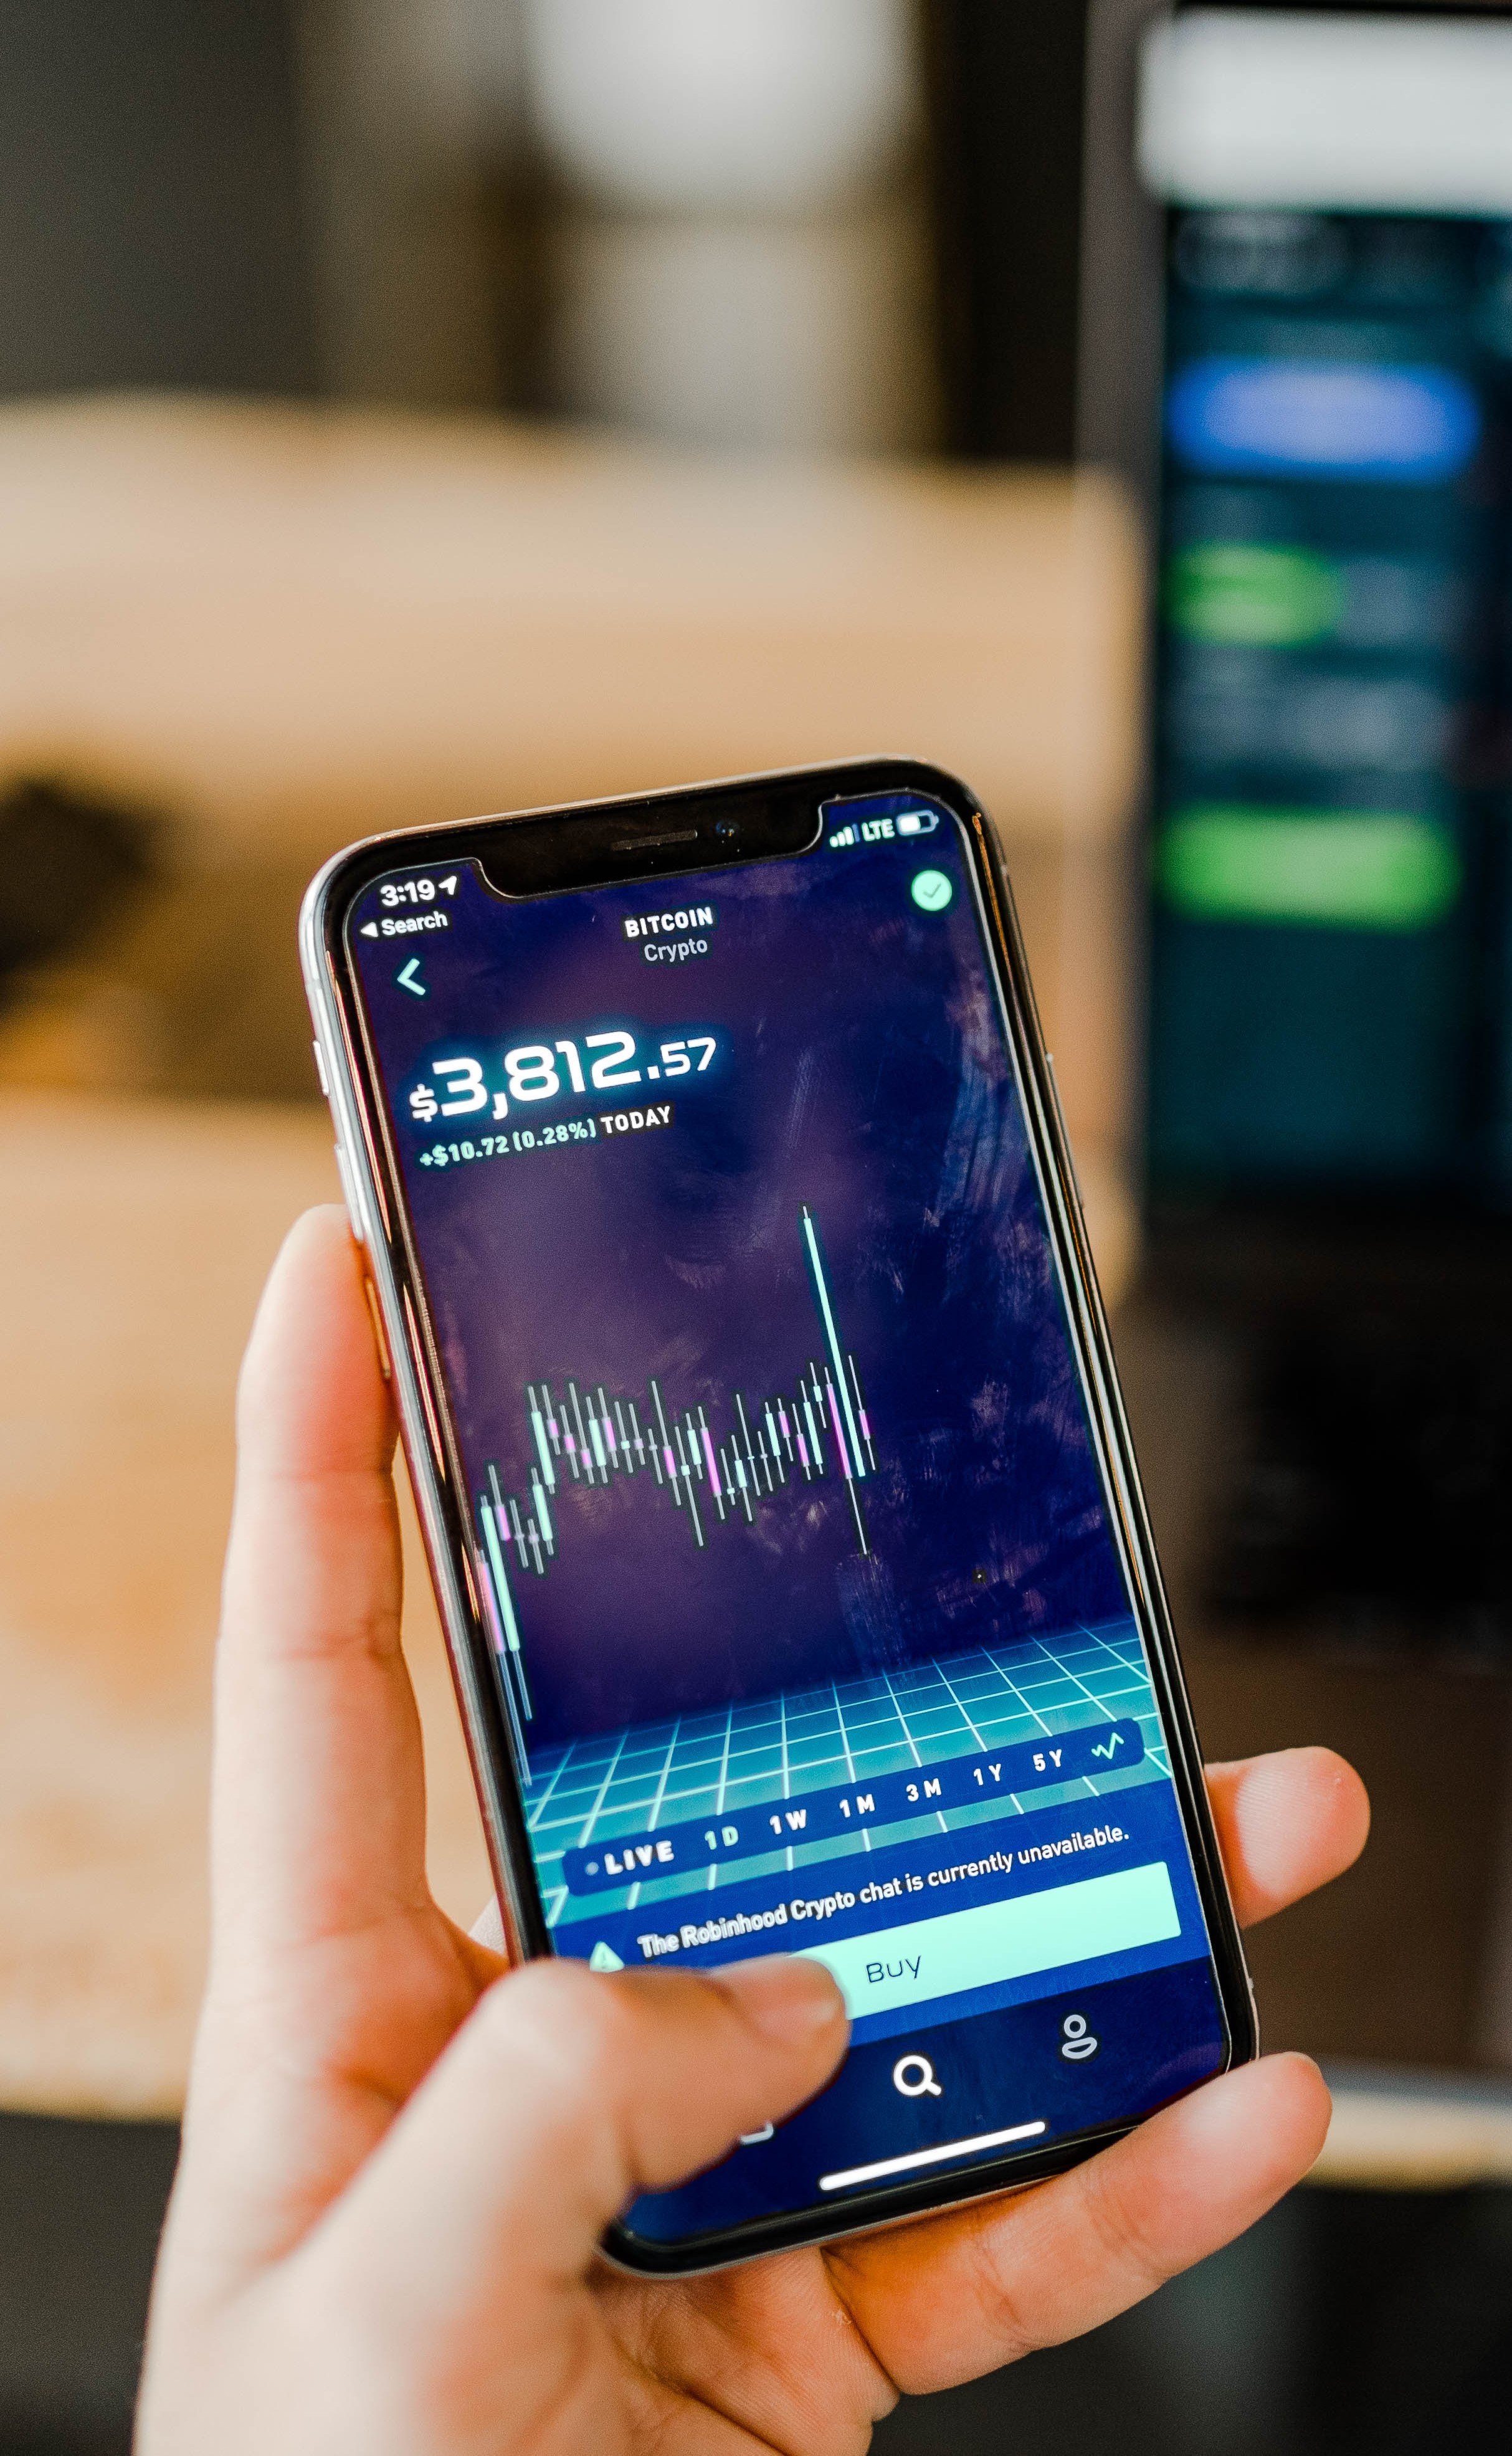 3:19
LTE
Search
BITCOIN
Crypto
$3,812.57
+$10.72 (0.28%) TODAY
LIVE 1D 1W 1M 3M 1Y 5Y
The Robinhood Crypto chat is currently unavailable.
Buy